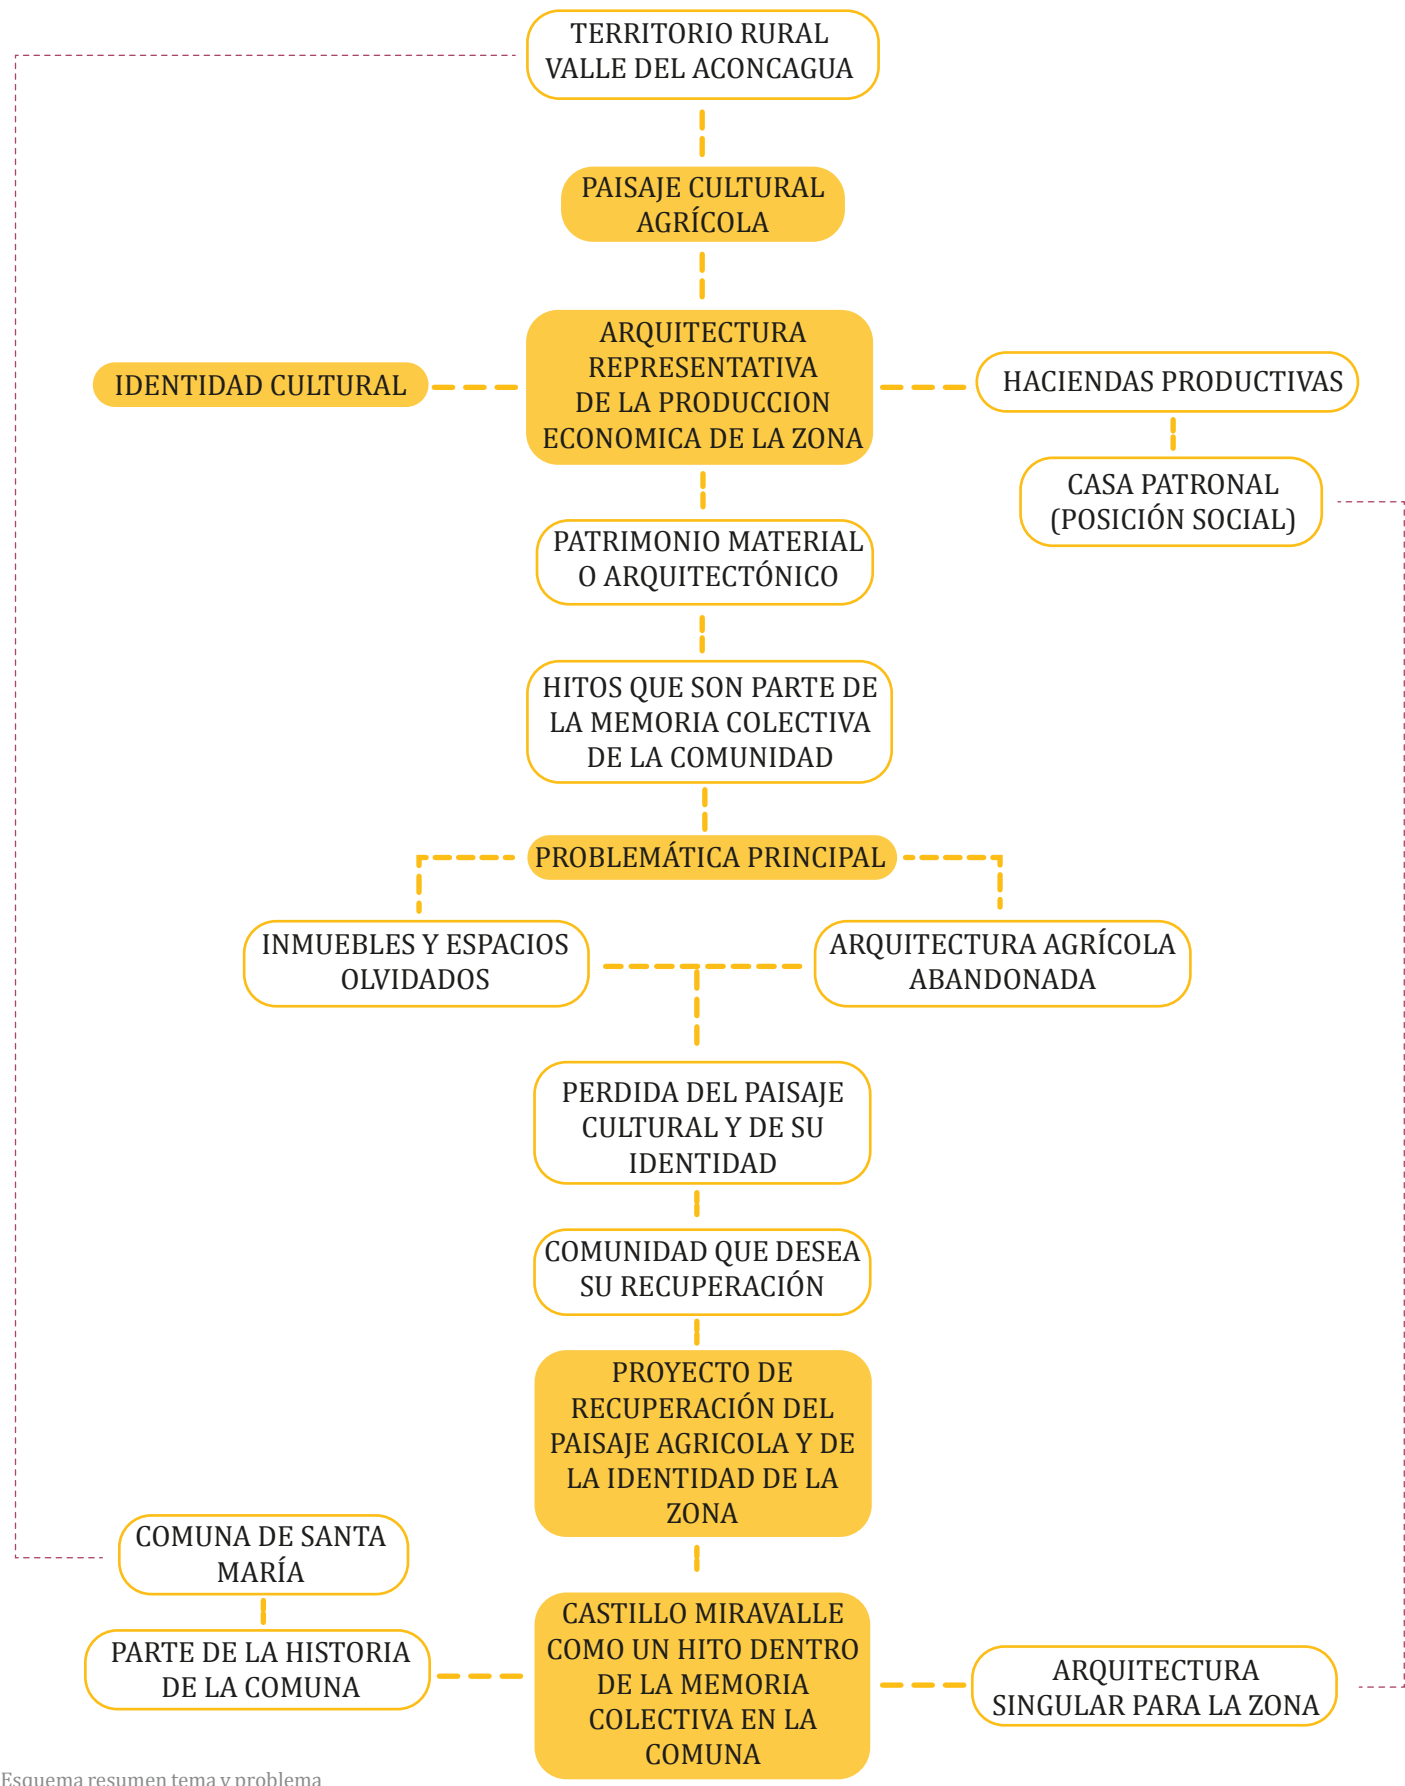 TERRITORIO RURAL
VALLE DEL ACONCAGUA
PAISAJE CULTURAL
AGRÍCOLA
ARQUITECTURA
REPRESENTATIVA
DE LA PRODUCCION
ECONOMICA DE LA ZONA
IDENTIDAD CULTURAL
HACIENDAS PRODUCTIVAS
CASA PATRONAL
(POSICIÓN SOCIAL)
PATRIMONIO MATERIAL
O ARQUITECTÓNICO
HITOS QUE SON PARTE DE
LA MEMORIA COLECTIVA
DE LA COMUNIDAD
PROBLEMÁTICA PRINCIPAL
INMUEBLES Y ESPACIOS
OLVIDADOS
ARQUITECTURA AGRÍCOLA
ABANDONADA
PERDIDA DEL PAISAJE
CULTURAL Y DE SU
IDENTIDAD
COMUNIDAD QUE DESEA
SU RECUPERACIÓN
PROYECTO DE
RECUPERACIÓN DEL
PAISAJE AGRICOLA Y DE
LA IDENTIDAD DE LA
ZONA
COMUNA DE SANTA
MARÍA
PARTE DE LA HISTORIA
DE LA COMUNA
CASTILLO MIRAVALLE
COMO UN HITO DENTRO
DE LA MEMORIA
COLECTIVA EN LA
COMUNA
ARQUITECTURA
SINGULAR PARA LA ZONA
Esquema resumen tema y problema